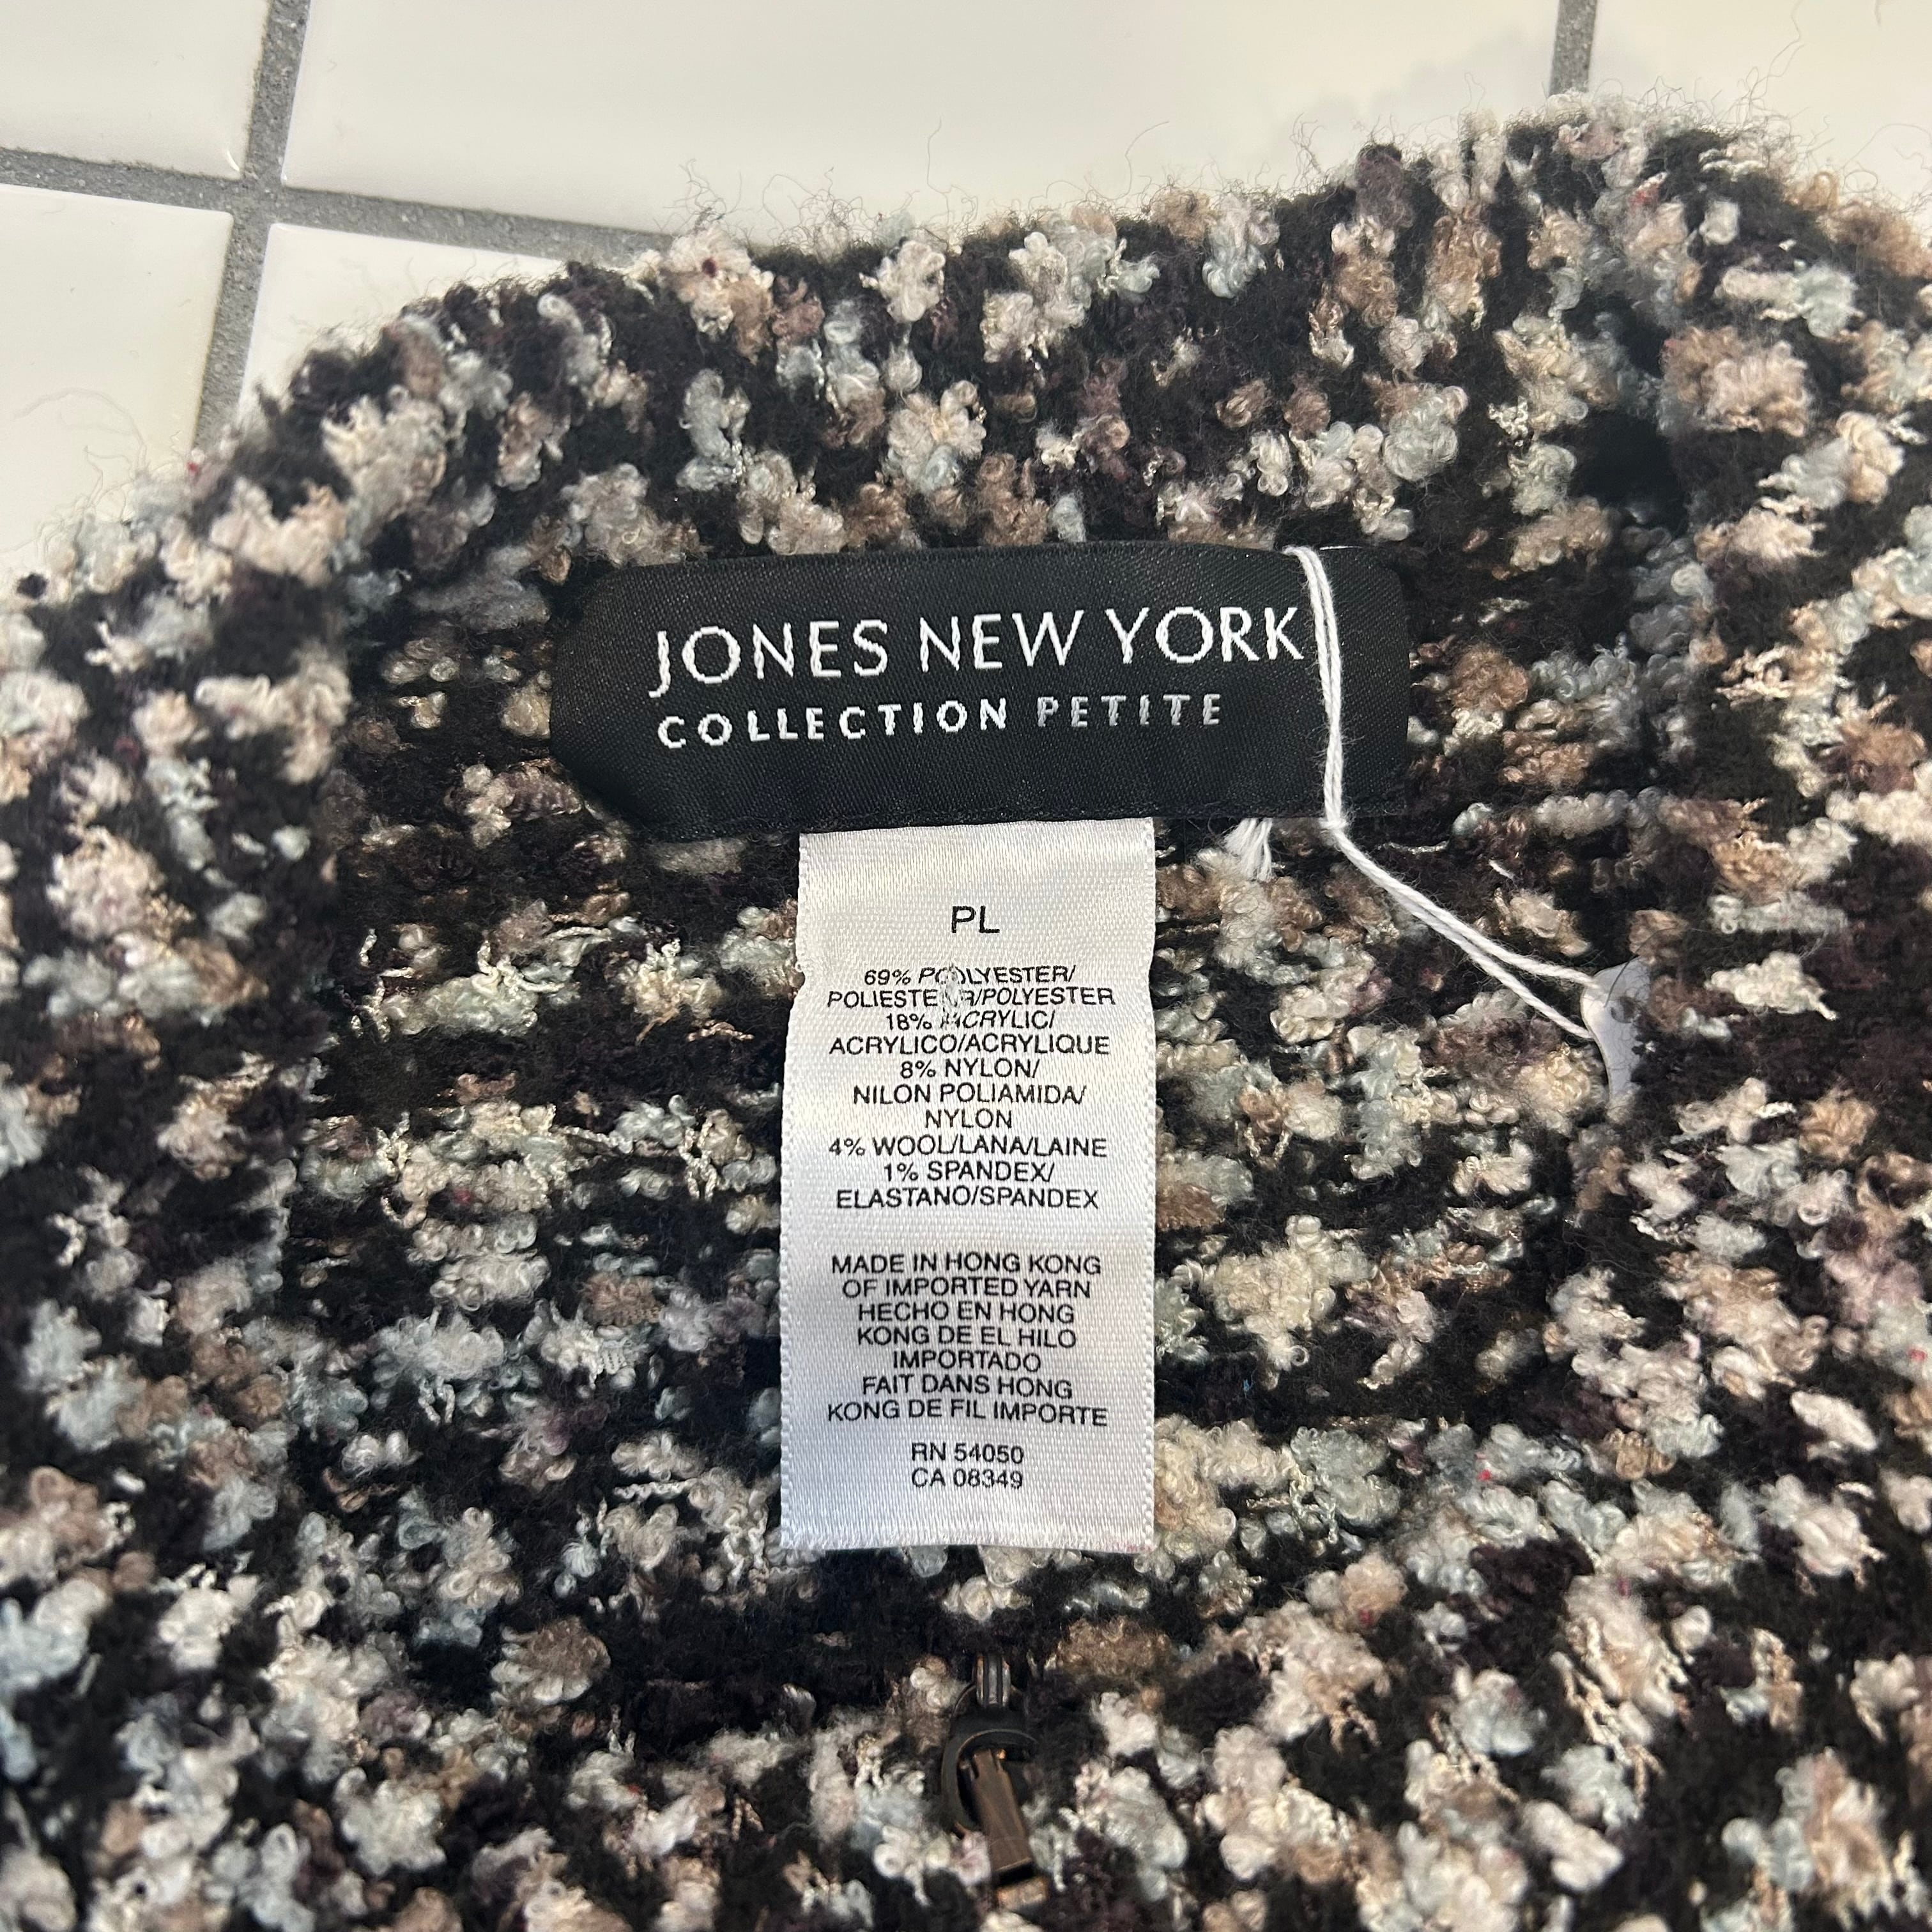 JONES NEW YORK
COLLECTION PETITE
PL
69% POLYESTER/
POLIESTER/POLYESTER
18% ACRYLIC/
ACRYLICO/ACRYLIQUE
8% NYLON/
NILON POLIAMIDA/
NYLON
4% WOOL/LANA/LAINE
1% SPANDEX/
ELASTANO/SPANDEX
MADE IN HONG KONG
OF IMPORTED YARN
HECHO EN HONG
KONG DE EL HILO
IMPORTADO
FAIT DANS HONG
KONG DE FIL IMPORTE
RN 54050
CA 08349